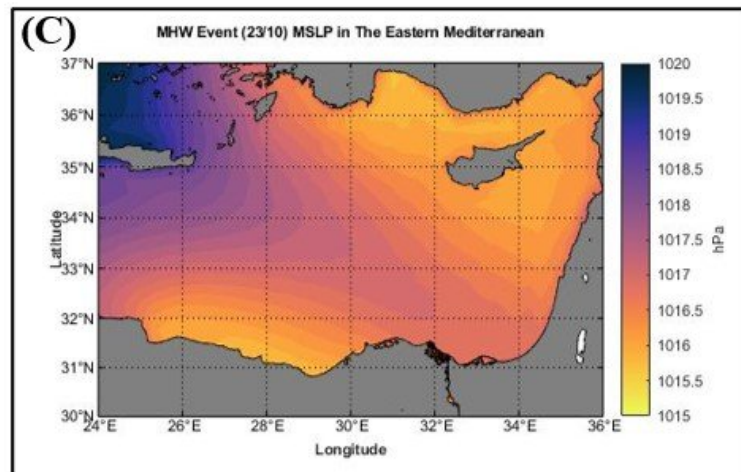 (C)
MHW Event (23/10) MSLP in The Eastern Mediterranean
37°N
36°N
35°N
34°N
33°N
32°N
31°N
30°N
Latitude
24°E 26°E 28°E 30°E 32°E 34°E 36°E
Longitude
1020
1019.5
1019
1018.5
1018
1017.5
1017
1016.5
1016
1015.5
1015
hPa